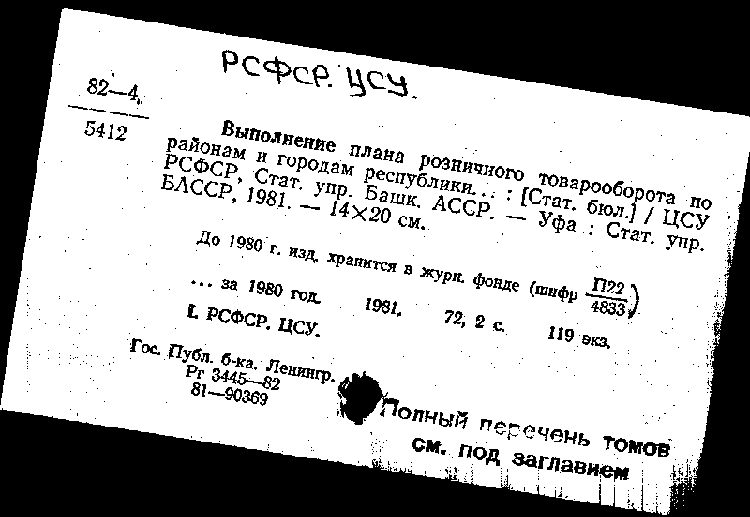 РСФСР. ЦСУ.
82—4
5412
Выполнение плана розничного товарооборота по
районам и городам республики... : [Стат. бюл.] / ЦСУ
РСФСР, Стат. упр. Башк. АССР. — Уфа : Стат. упр.
БАССР, 1981. — 14×20 см.
До 1980 г. изд. хранится в журн. фонде (шифр П22
4833)
... за 1980 год. 1981. 72, 2 с. 119 экз.
I. РСФСР. ЦСУ.
Гос. Публ. б-ка. Ленингр.
Рг 3445—82
81—90369
Полный перечень томов
см. под заглавием